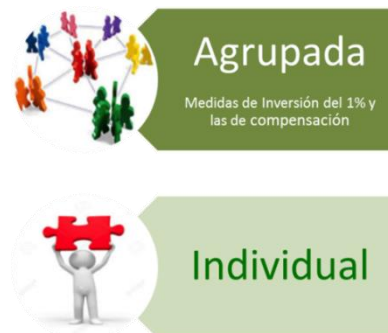 Agrupada
Medidas de Inversión del 1% y
las de compensación
Individual